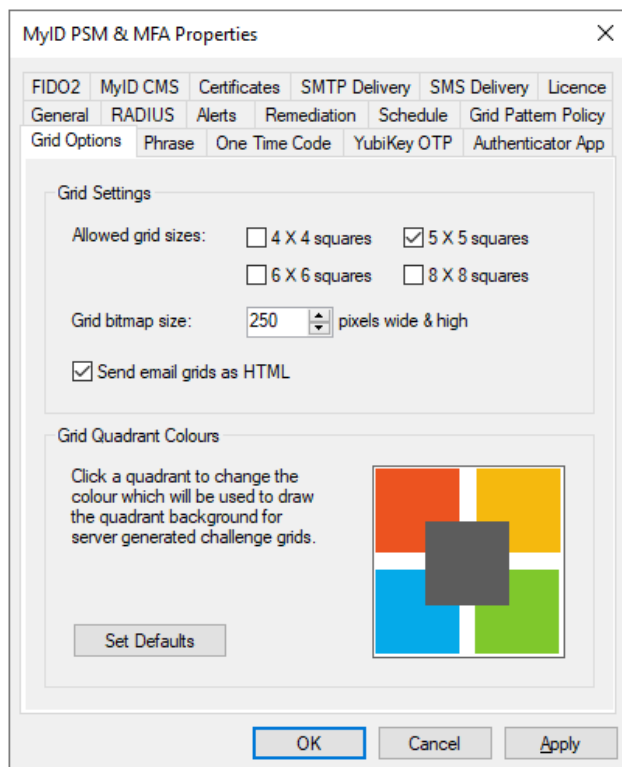 MyID PSM & MFA Properties
FIDO2 MyID CMS Certificates SMTP Delivery SMS Delivery Licence
General RADIUS Alerts Remediation Schedule Grid Pattern Policy
Grid Options Phrase One Time Code YubiKey OTP Authenticator App
Grid Settings
Allowed grid sizes: 4 X 4 squares 5 X 5 squares
6 X 6 squares 8 X 8 squares
Grid bitmap size: 250 pixels wide & high
Send email grids as HTML
Grid Quadrant Colours
Click a quadrant to change the
colour which will be used to draw
the quadrant background for
server generated challenge grids.
Set Defaults
OK Cancel Apply